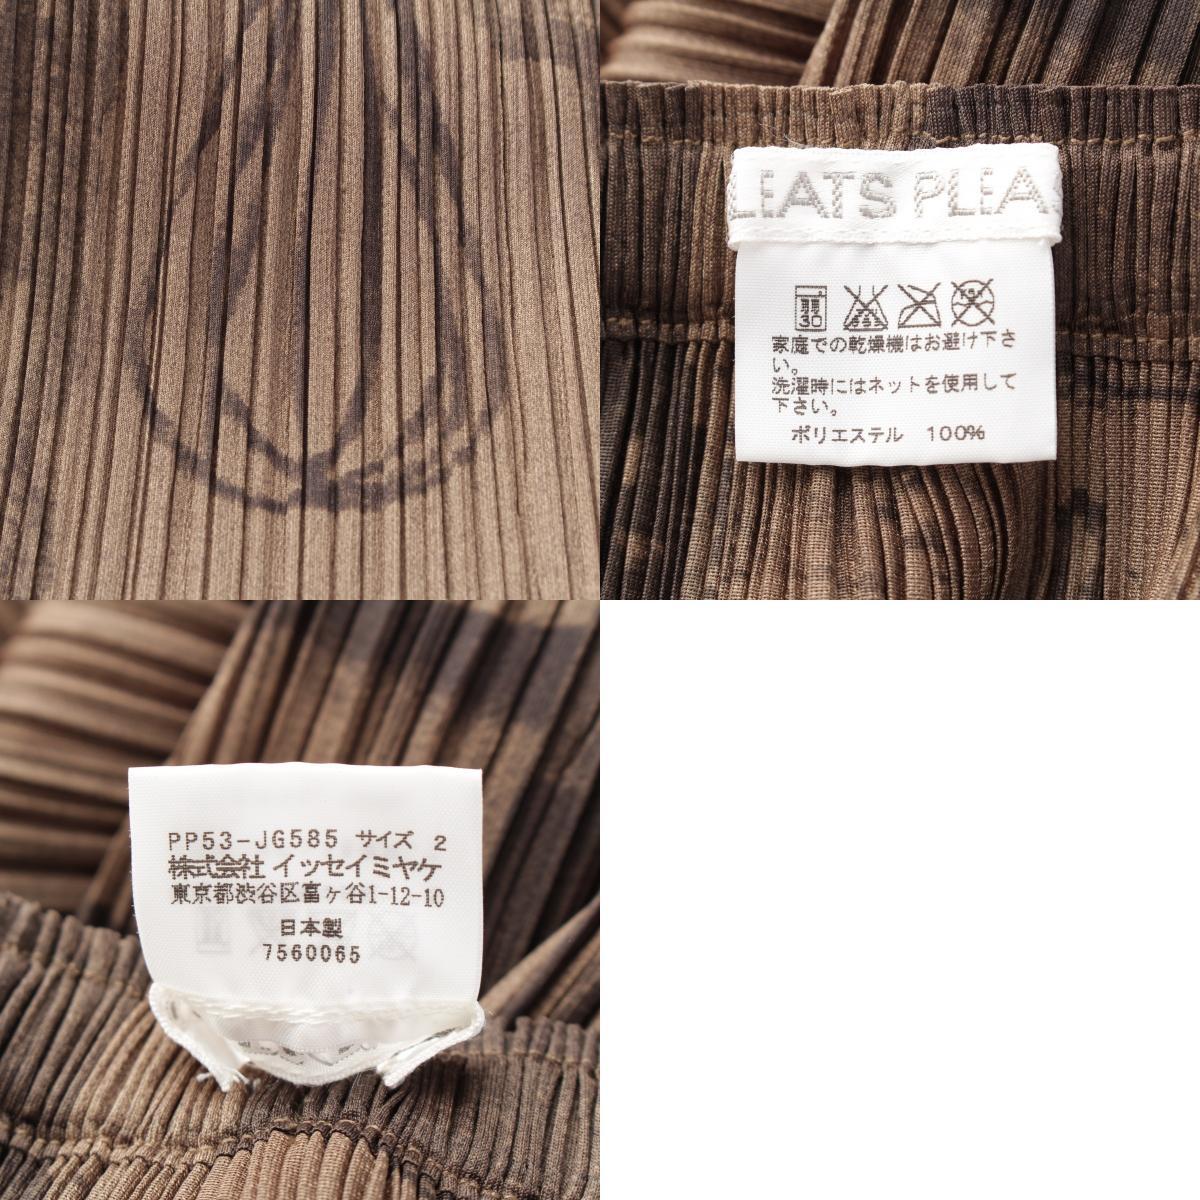 LEATS PLEA
30
家庭での乾燥機はお避け下さ
い。
洗濯時にはネットを使用して
下さい。
ポリエステル 100%
PP53-JG585 サイズ 2
株式会社 イッセイミヤケ
東京都渋谷区富ヶ谷1-12-10
日本製
7560065